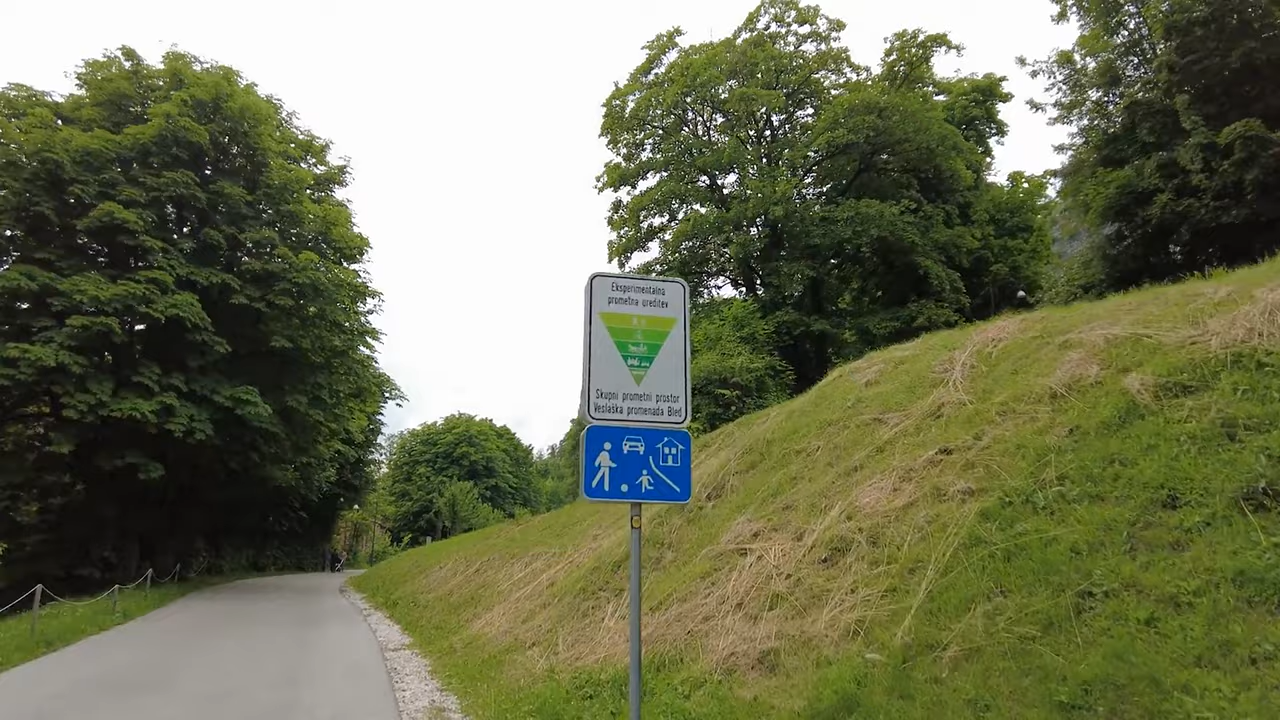 Eksperimentalna
prometna ureditev
Skupni prometni prostor
Veslaška promenada Bled